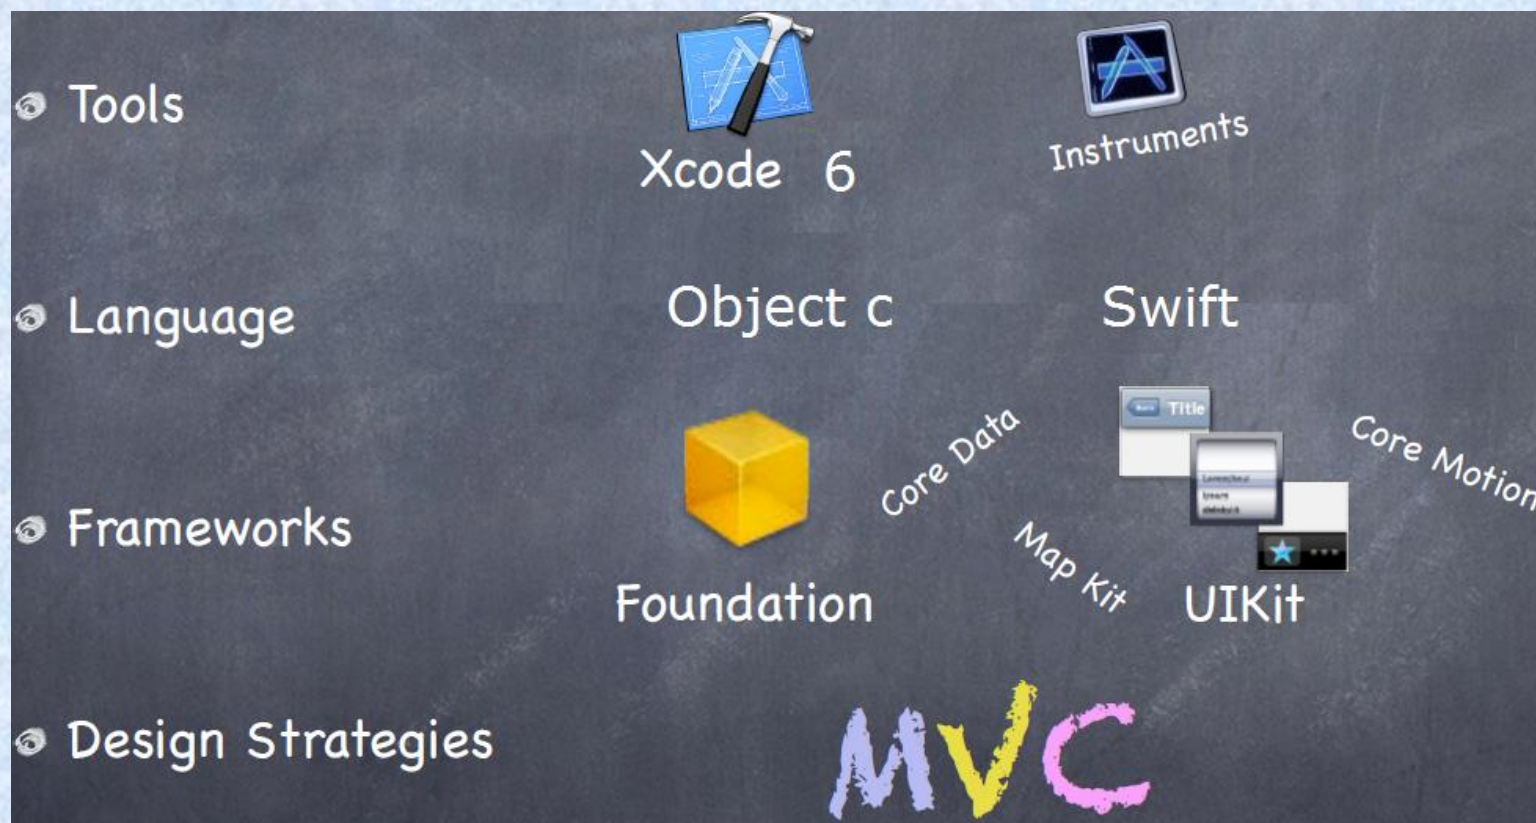 Tools
Xcode 6
Instruments
Language
Object c
Swift
Frameworks
Foundation
Core Data
Map Kit
Title
UIKit
Core Motion
Design Strategies
MVC